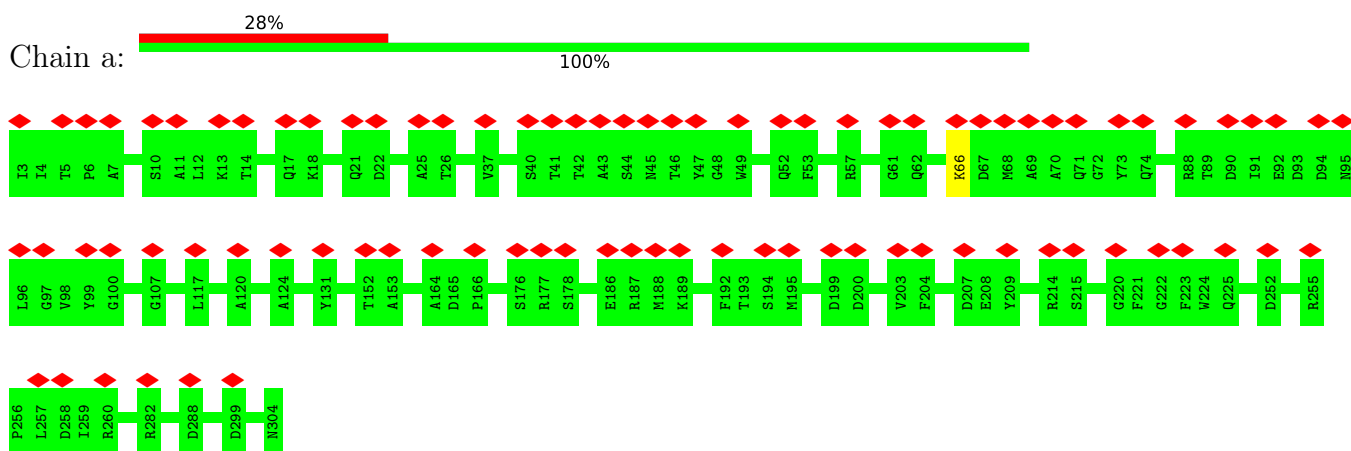 28%
Chain a:
100%
I3 I4 T5 P6 A7 S10 A11 L12 K13 T14 Q17 K18 Q21 D22 A25 T26 V37 S40 T41 T42 A43 S44 K45 T46 Y47 G48 W49 Q52 F53 R57 G61 Q62 K66 D67 M68 A69 A70 Q71 G72 Y73 Q74 R88 T89 D90 I91 E92 D93 D94 N95
L96 G97 V98 Y99 G100 G107 L117 A120 A124 Y131 T152 A153 A164 D165 P166 S176 R177 S178 E186 R187 M188 K189 F192 T193 S194 M195 D199 D200 V203 F204 D207 E208 Y209 R214 S215 G220 F221 G222 F223 W224 Q225 D252 R255
P256 L257 D258 I259 R260 R282 D288 D299 N304